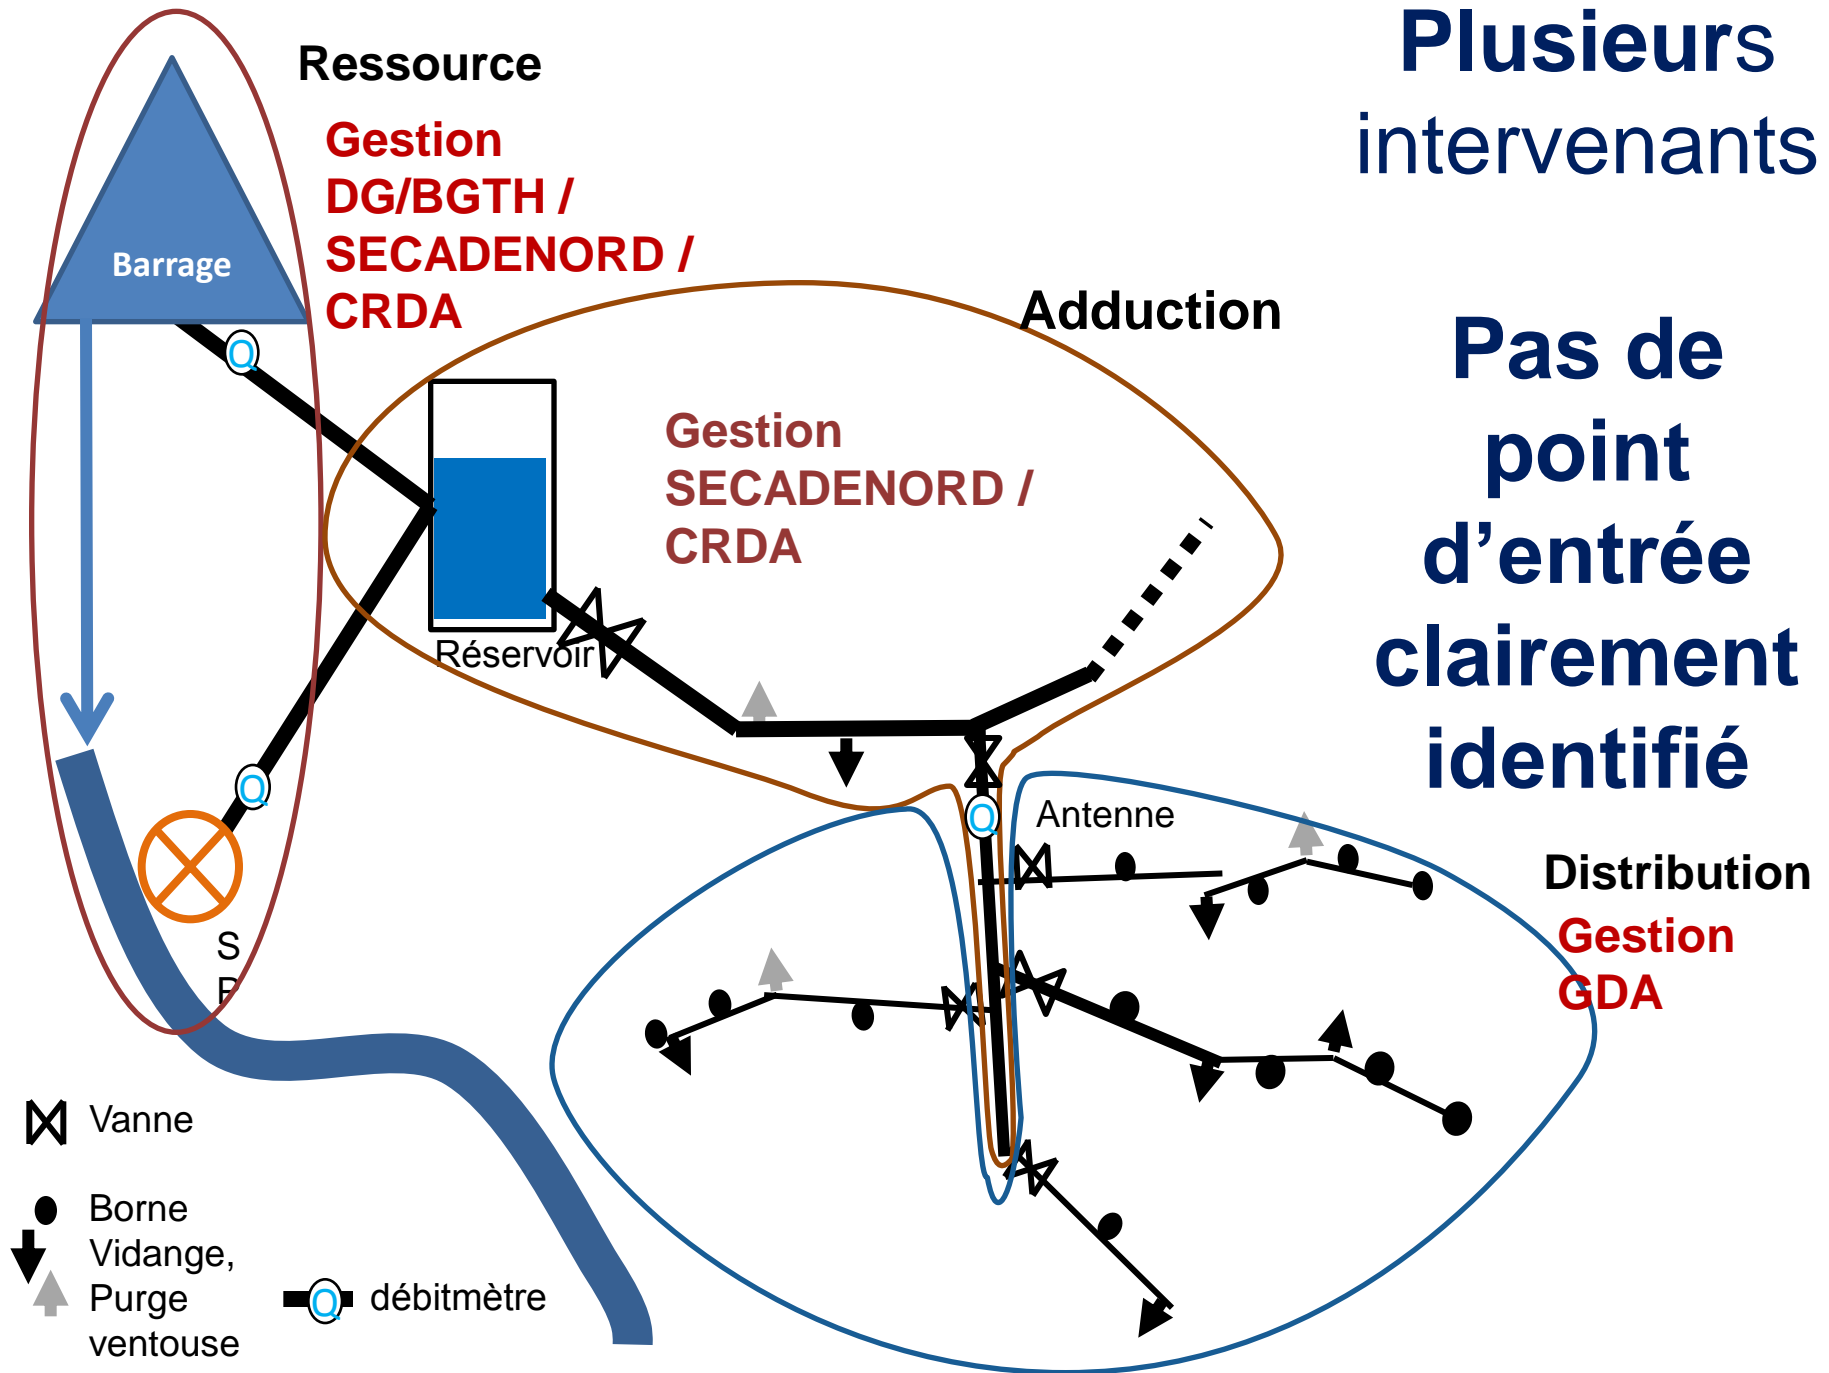 Plusieurs
intervenants
Pas de
point
d’entrée
clairement
identifié
Ressource
Gestion
DG/BGTH /
SECADENORD /
CRDA
Barrage
Q
Adduction
Gestion
SECADENORD /
CRDA
Réservoir
Q
Q
Antenne
Distribution
Gestion
GDA
S
P
Vanne
Borne
Vidange,
Purge
ventouse
Q
débitmètre